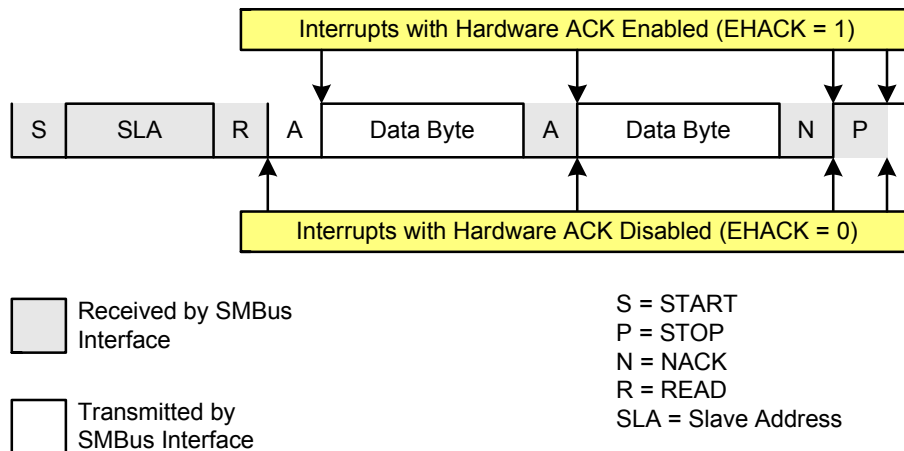 Interrupts with Hardware ACK Enabled (EHACK = 1)
S SLA R A Data Byte A Data Byte N P
Interrupts with Hardware ACK Disabled (EHACK = 0)
Received by SMBus
Interface
Transmitted by
SMBus Interface
S = START
P = STOP
N = NACK
R = READ
SLA = Slave Address